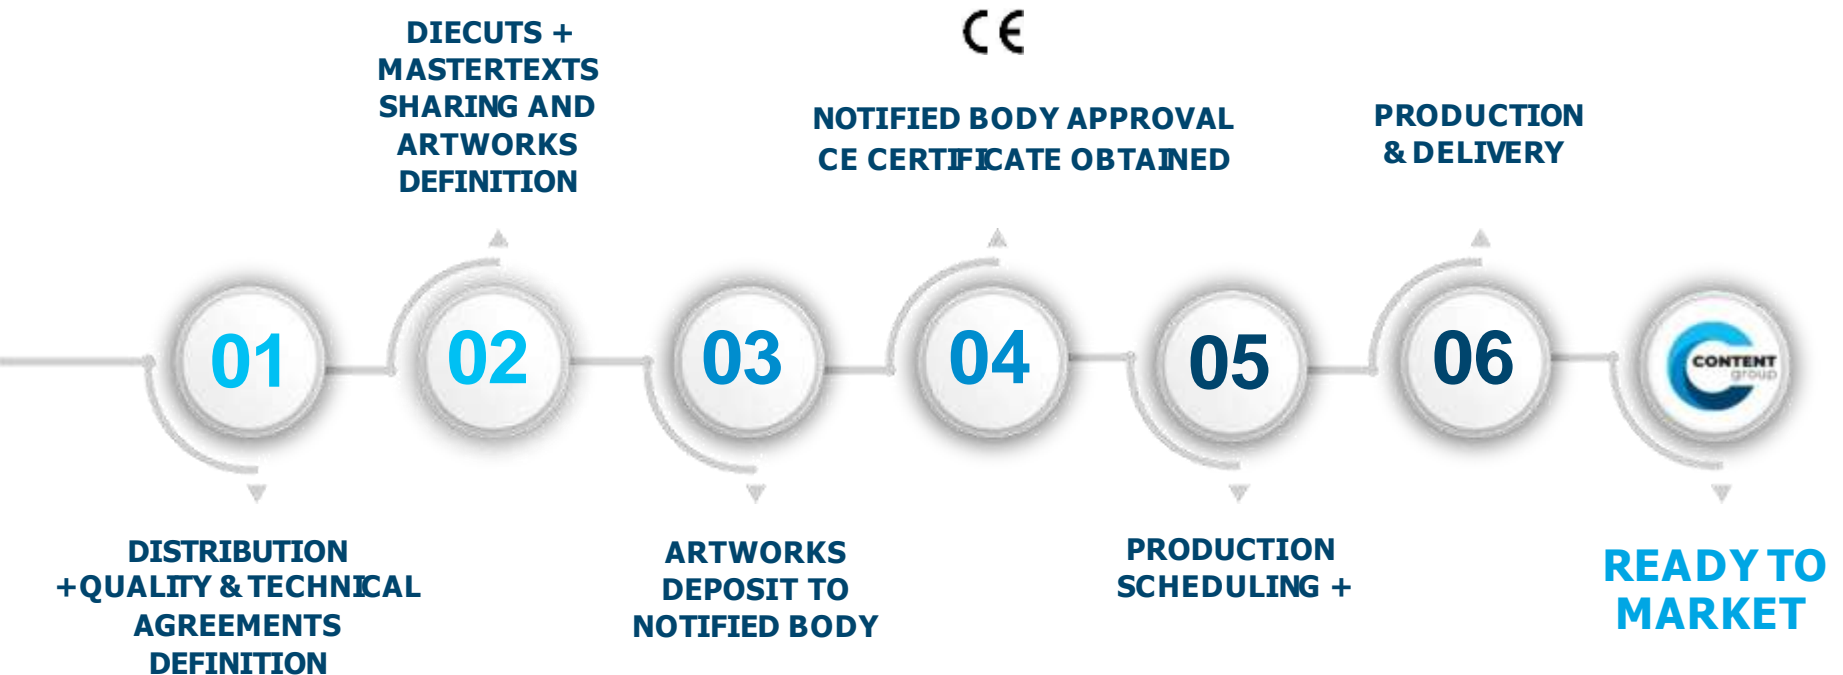 01
DISTRIBUTION
+QUALITY & TECHNICAL
AGREEMENTS
DEFINITION
02
DIECUTS +
MASTERTEXTS
SHARING AND
ARTWORKS
DEFINITION
03
ARTWORKS
DEPOSIT TO
NOTIFIED BODY
04
CE
NOTIFIED BODY APPROVAL
CE CERTIFICATE OBTAINED
05
PRODUCTION
SCHEDULING +
06
PRODUCTION
& DELIVERY
CONTENT
group
READY TO
MARKET